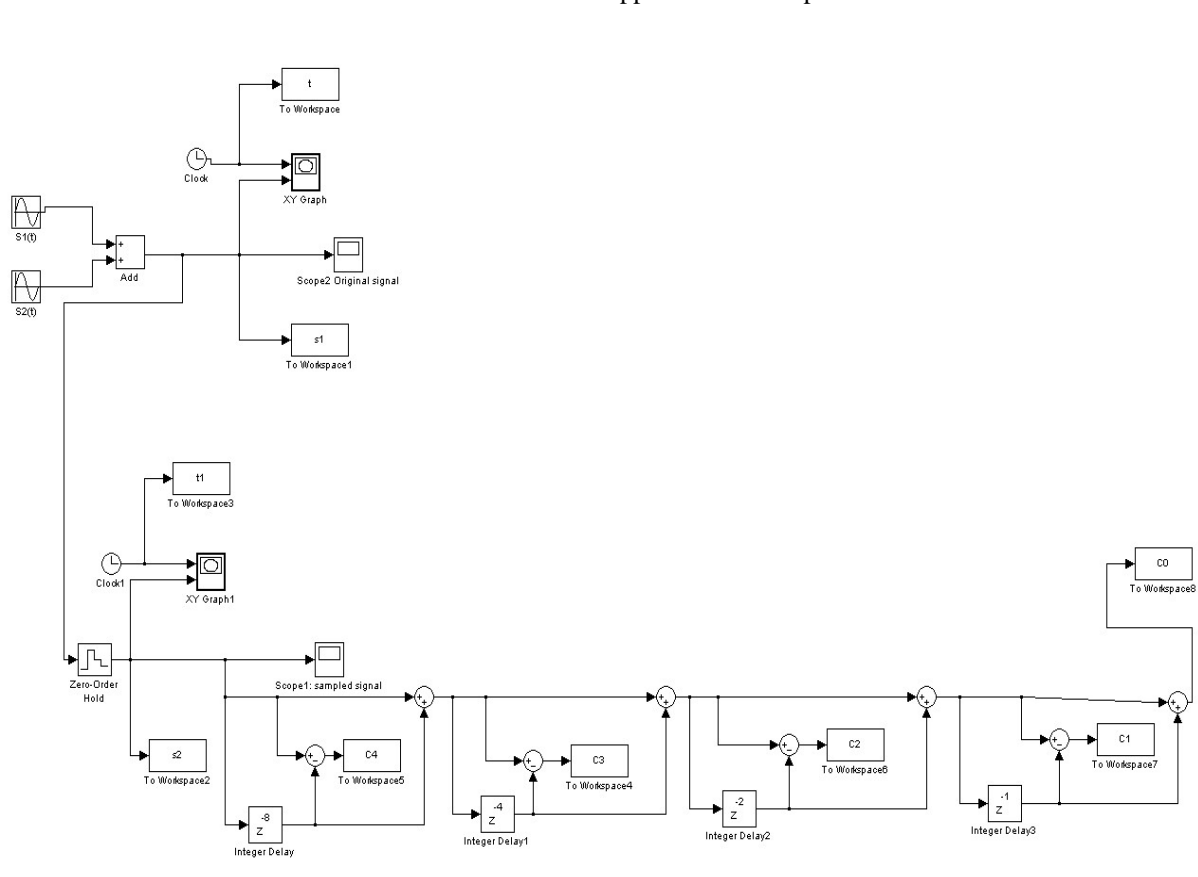 t
To Workspace
Clock
XY Graph
S1(t)
+
+
Add
S2(t)
Scope2 Original signal
s1
To Workspace1
t1
To Workspace3
Clock1
XY Graph1
C0
To Workspace8
Zero-Order
Hold
Scope1: sampled signal
+
+
+
+
+
+
+
+
s2
To Workspace2
+
−
C4
To Workspace5
+
−
C3
To Workspace4
+
−
C2
To Workspace6
+
−
C1
To Workspace7
-8
Z
Integer Delay
-4
Z
Integer Delay1
-2
Z
Integer Delay2
-1
Z
Integer Delay3